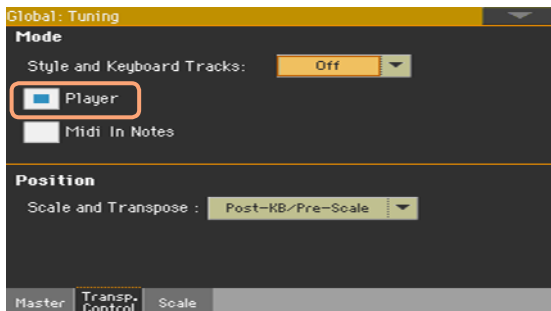 Global: Tuning
Mode
Style and Keyboard Tracks: Off
Player
Midi In Notes
Position
Scale and Transpose : Post-KB/Pre-Scale
Master Transp. Control Scale